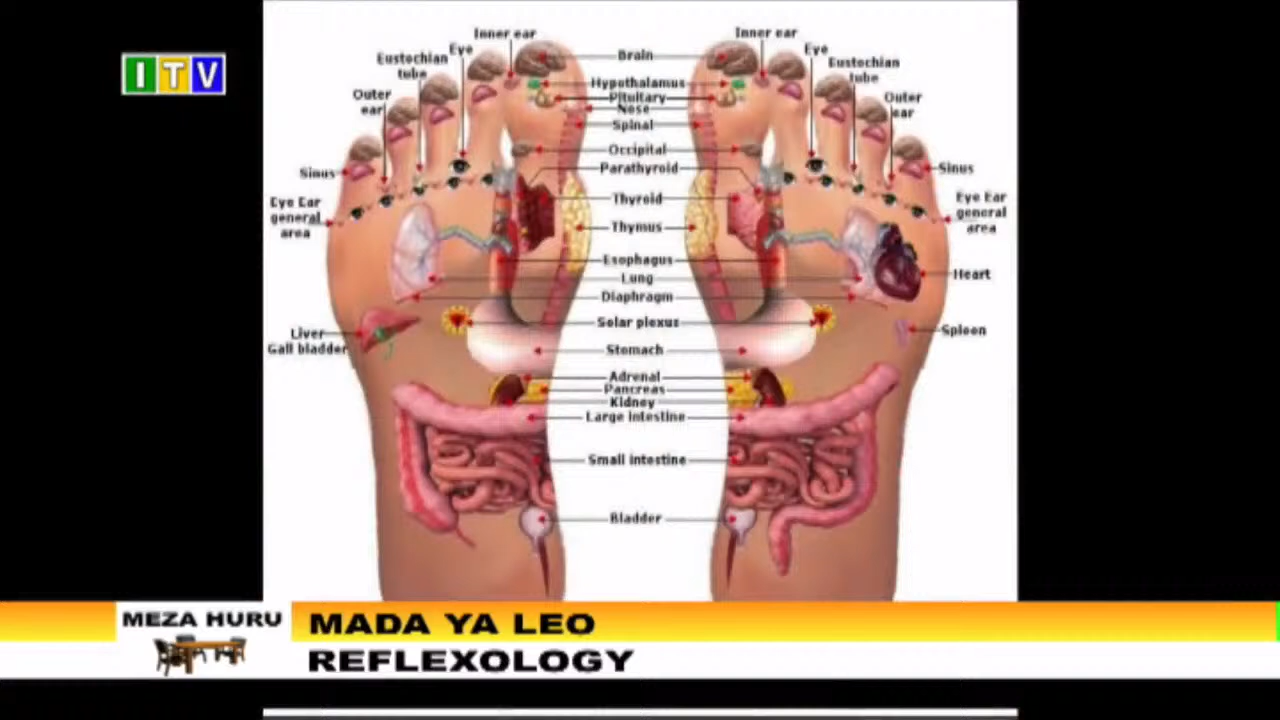 ITV
Inner ear
Eye
Eustachian
tube
Outer
ear
Sinus
Eye Ear
general
area
Liver
Gall bladder
Brain
Hypothalamus
Pituitary
Nose
Spinal
Occipital
Parathyroid
Thyroid
Thymus
Esophagus
Lung
Diaphragm
Solar plexus
Stomach
Adrenal
Pancreas
Kidney
Large intestine
Small intestine
Bladder
Inner ear
Eye
Eustachian
tube
Outer
ear
Sinus
Eye Ear
general
area
Heart
Spleen
MEZA HURU
MADA YA LEO
REFLEXOLOGY